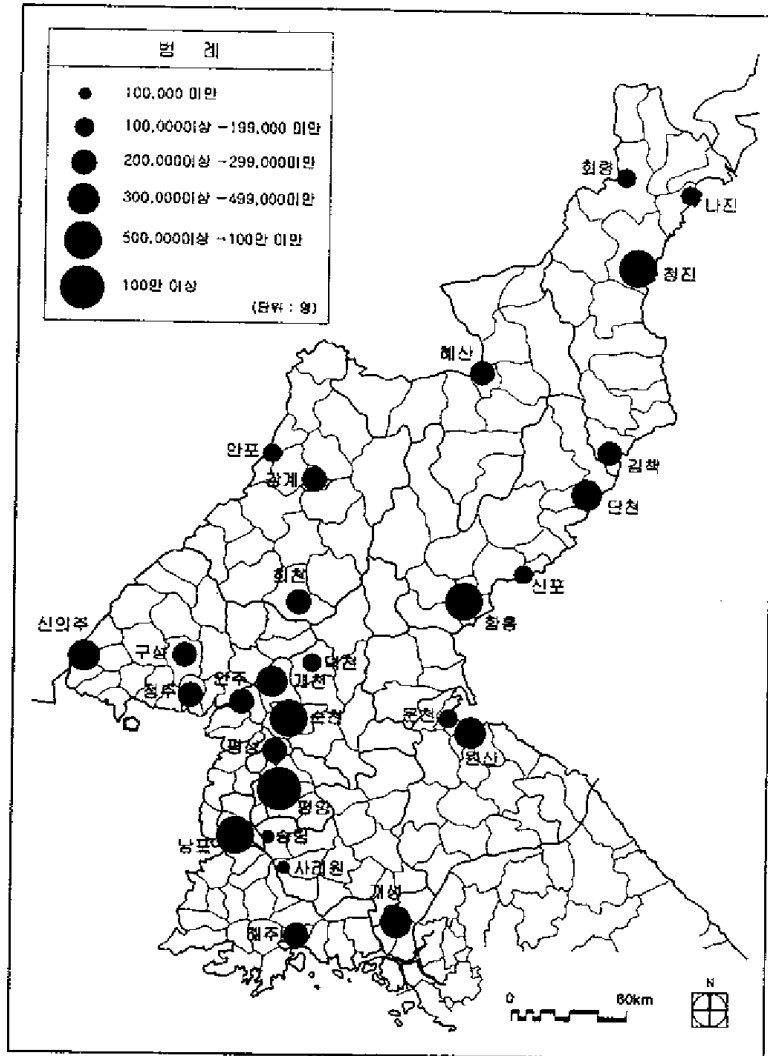 범 례
100,000 미만
100,000이상 -199,000 미만
200,000이상 -299,000미만
300,000이상 -499,000미만
500,000이상 -100만 미만
100만 이상
(단위 : 명)
회령
나진
청진
혜산
만포
강계
김책
단천
신포
희천
함흥
신의주
구성
덕천
정주
안주
개천
순천
문천
원산
평성
평양
남포
송림
사리원
개성
해주
0
60km
N